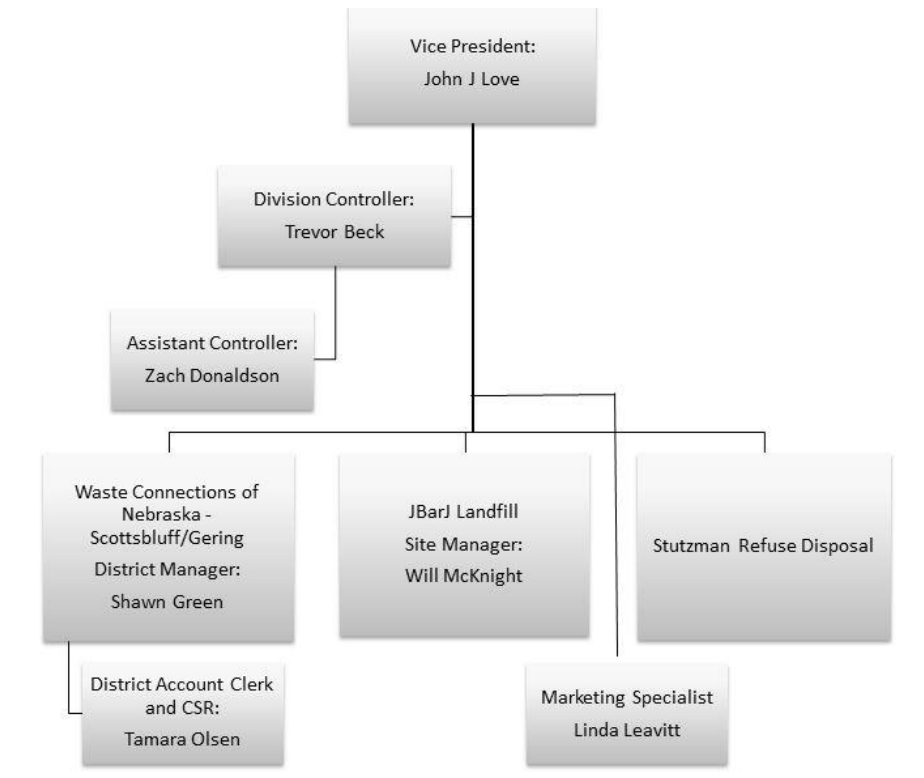 Vice President:
John J Love
Division Controller:
Trevor Beck
Assistant Controller:
Zach Donaldson
Waste Connections of
Nebraska -
Scottsbluff/Gering
District Manager:
Shawn Green
JBarJ Landfill
Site Manager:
Will McKnight
Stutzman Refuse Disposal
District Account Clerk
and CSR:
Tamara Olsen
Marketing Specialist
Linda Leavitt